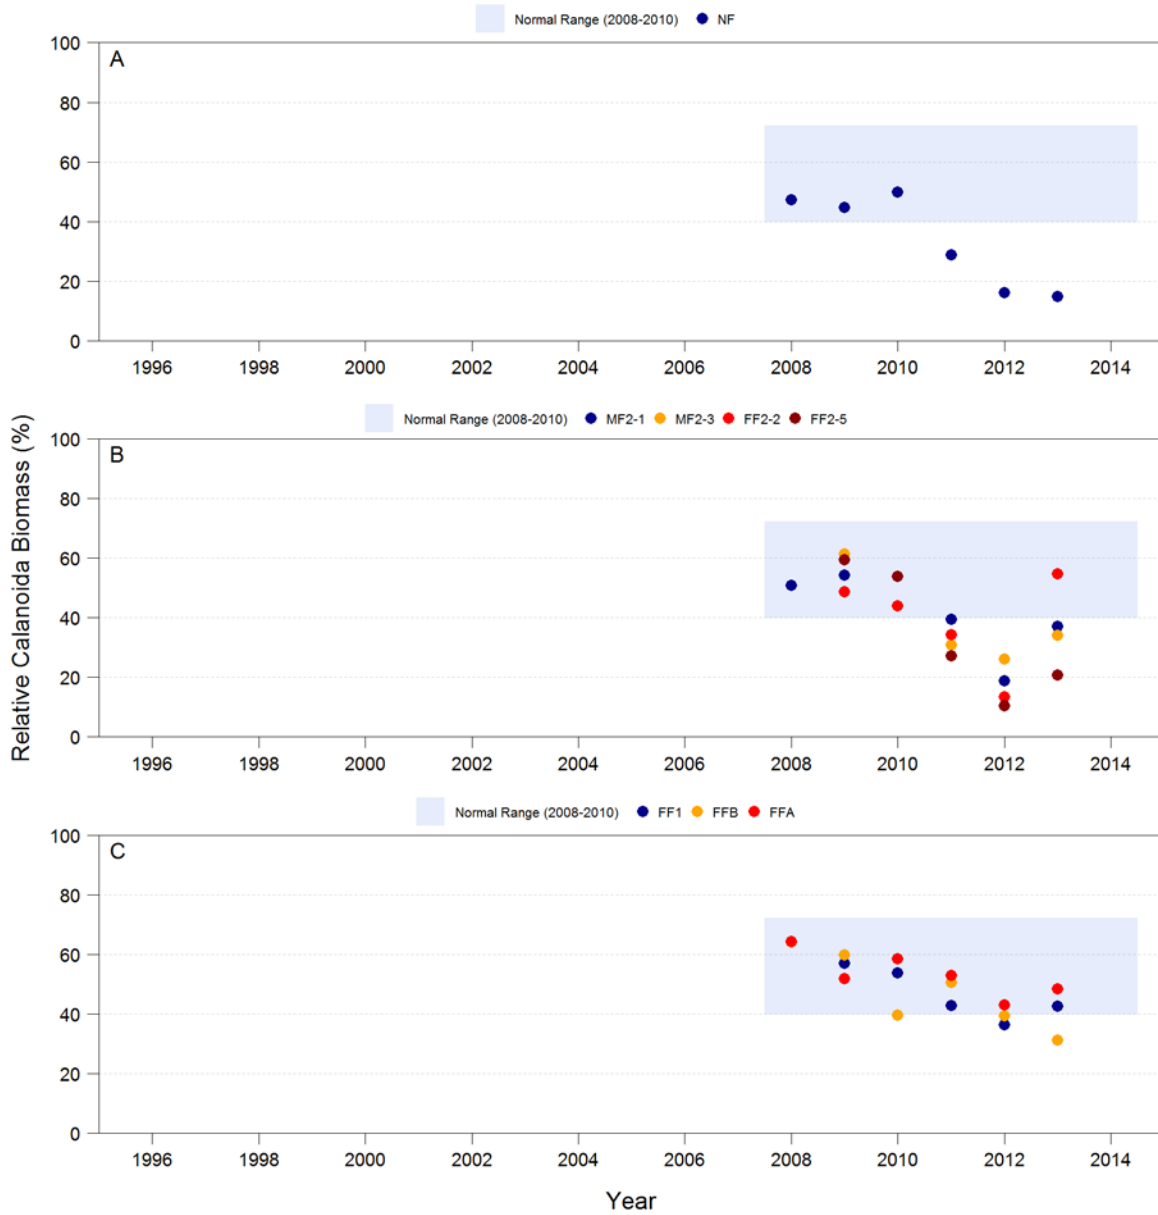 Normal Range (2008-2010) NF
A
100
80
60
40
20
0
1996 1998 2000 2002 2004 2006 2008 2010 2012 2014
Normal Range (2008-2010) MF2-1 MF2-3 FF2-2 FF2-5
B
100
80
60
40
20
0
1996 1998 2000 2002 2004 2006 2008 2010 2012 2014
Relative Calanoida Biomass (%)
Normal Range (2008-2010) FF1 FFB FFA
C
100
80
60
40
20
0
1996 1998 2000 2002 2004 2006 2008 2010 2012 2014
Year